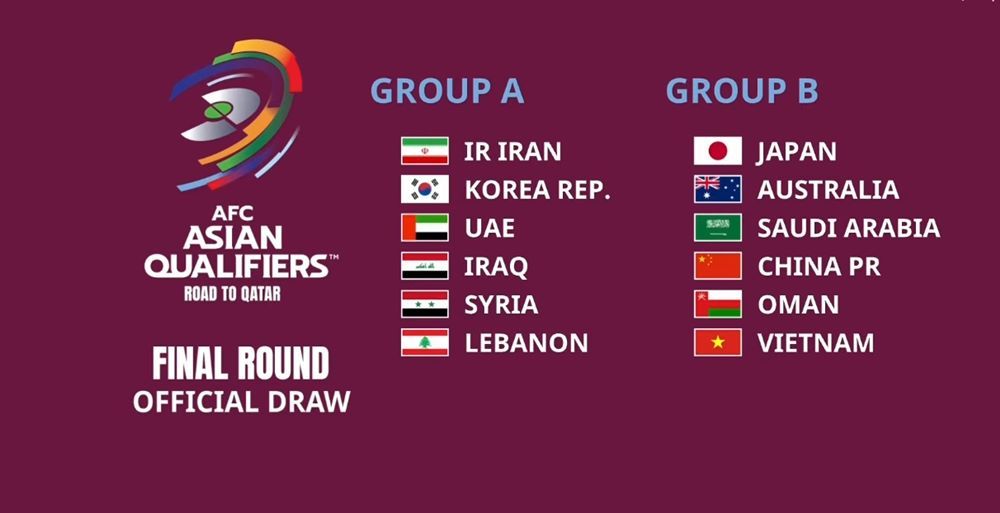 AFC
ASIAN
QUALIFIERS™
ROAD TO QATAR
FINAL ROUND
OFFICIAL DRAW
GROUP A
IR IRAN
KOREA REP.
UAE
IRAQ
SYRIA
LEBANON
GROUP B
JAPAN
AUSTRALIA
SAUDI ARABIA
CHINA PR
OMAN
VIETNAM